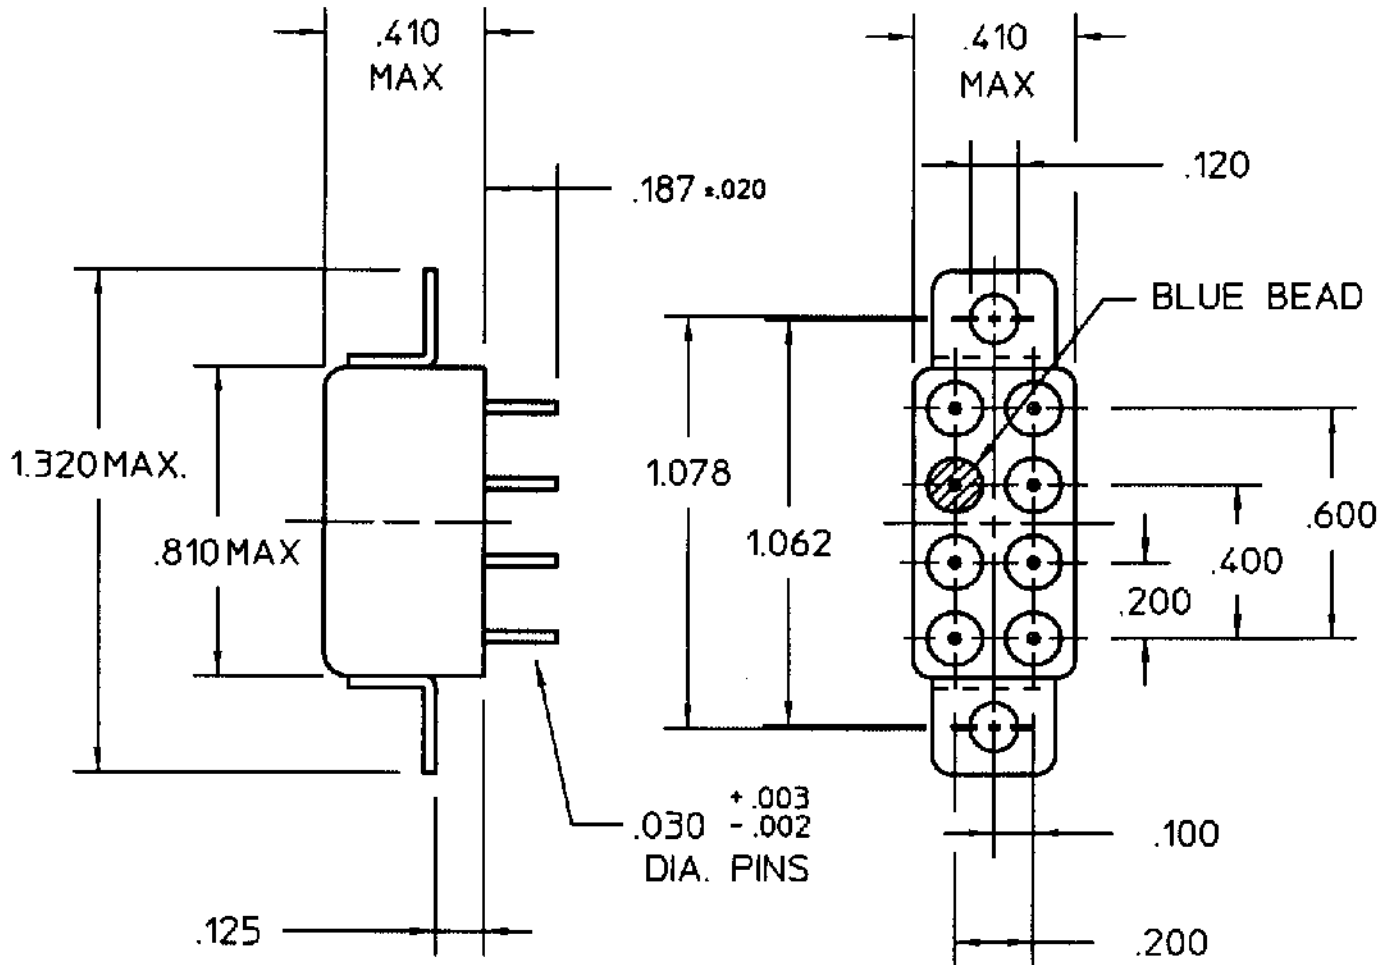 .410
MAX
.410
MAX
.120
.187 ±.020
BLUE BEAD
1.320 MAX.
1.078
.600
1.062
.810 MAX
.400
.200
+ .003
.030 - .002
DIA. PINS
.100
.125
.200